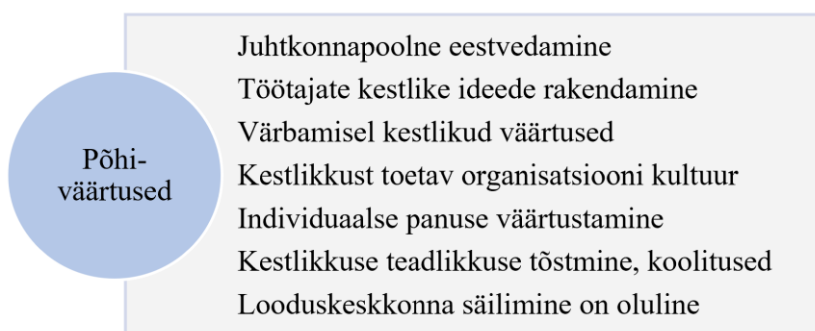 Põhi-
väärtused
Juhtkonnapoolne eestvedamine
Töötajate kestlike ideede rakendamine
Värbamisel kestlikud väärtused
Kestlikkust toetav organisatsiooni kultuur
Individuaalse panuse väärtustamine
Kestlikkuse teadlikkuse tõstmine, koolitused
Looduskeskkonna säilimine on oluline